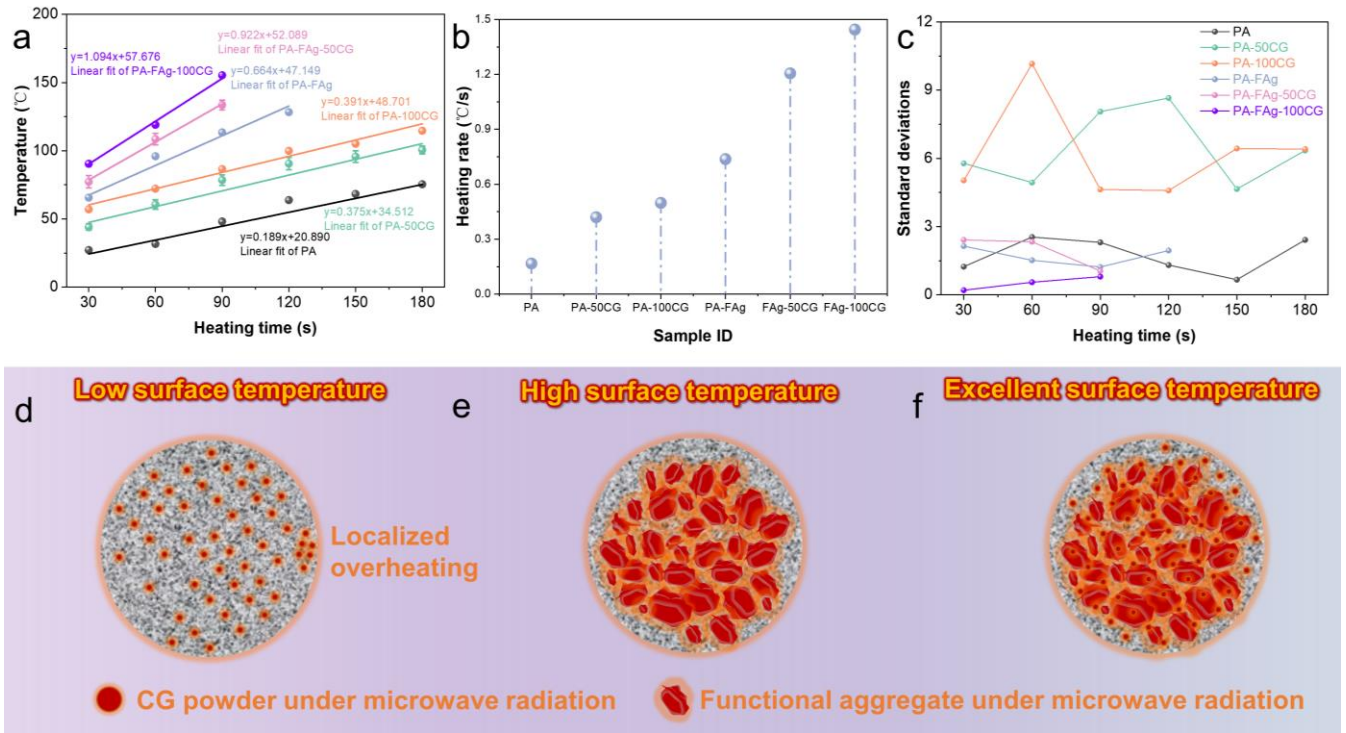 a
200
150
100
50
0
Temperature (℃)
30 60 90 120 150 180
Heating time (s)
y=0.922x+52.089
Linear fit of PA-FAg-50CG
y=1.094x+57.676
Linear fit of PA-FAg-100CG
y=0.664x+47.149
Linear fit of PA-FAg
y=0.391x+48.701
Linear fit of PA-100CG
y=0.375x+34.512
Linear fit of PA-50CG
y=0.189x+20.890
Linear fit of PA
b
1.5
1.2
0.9
0.6
0.3
0.0
Heating rate (℃/s)
PA PA-50CG PA-100CG PA-FAg FAg-50CG FAg-100CG
Sample ID
c
12
9
6
3
0
Standard deviations
PA
PA-50CG
PA-100CG
PA-FAg
PA-FAg-50CG
PA-FAg-100CG
30 60 90 120 150 180
Heating time (s)
d
Low surface temperature
Localized
overheating
e
High surface temperature
f
Excellent surface temperature
CG powder under microwave radiation
Functional aggregate under microwave radiation